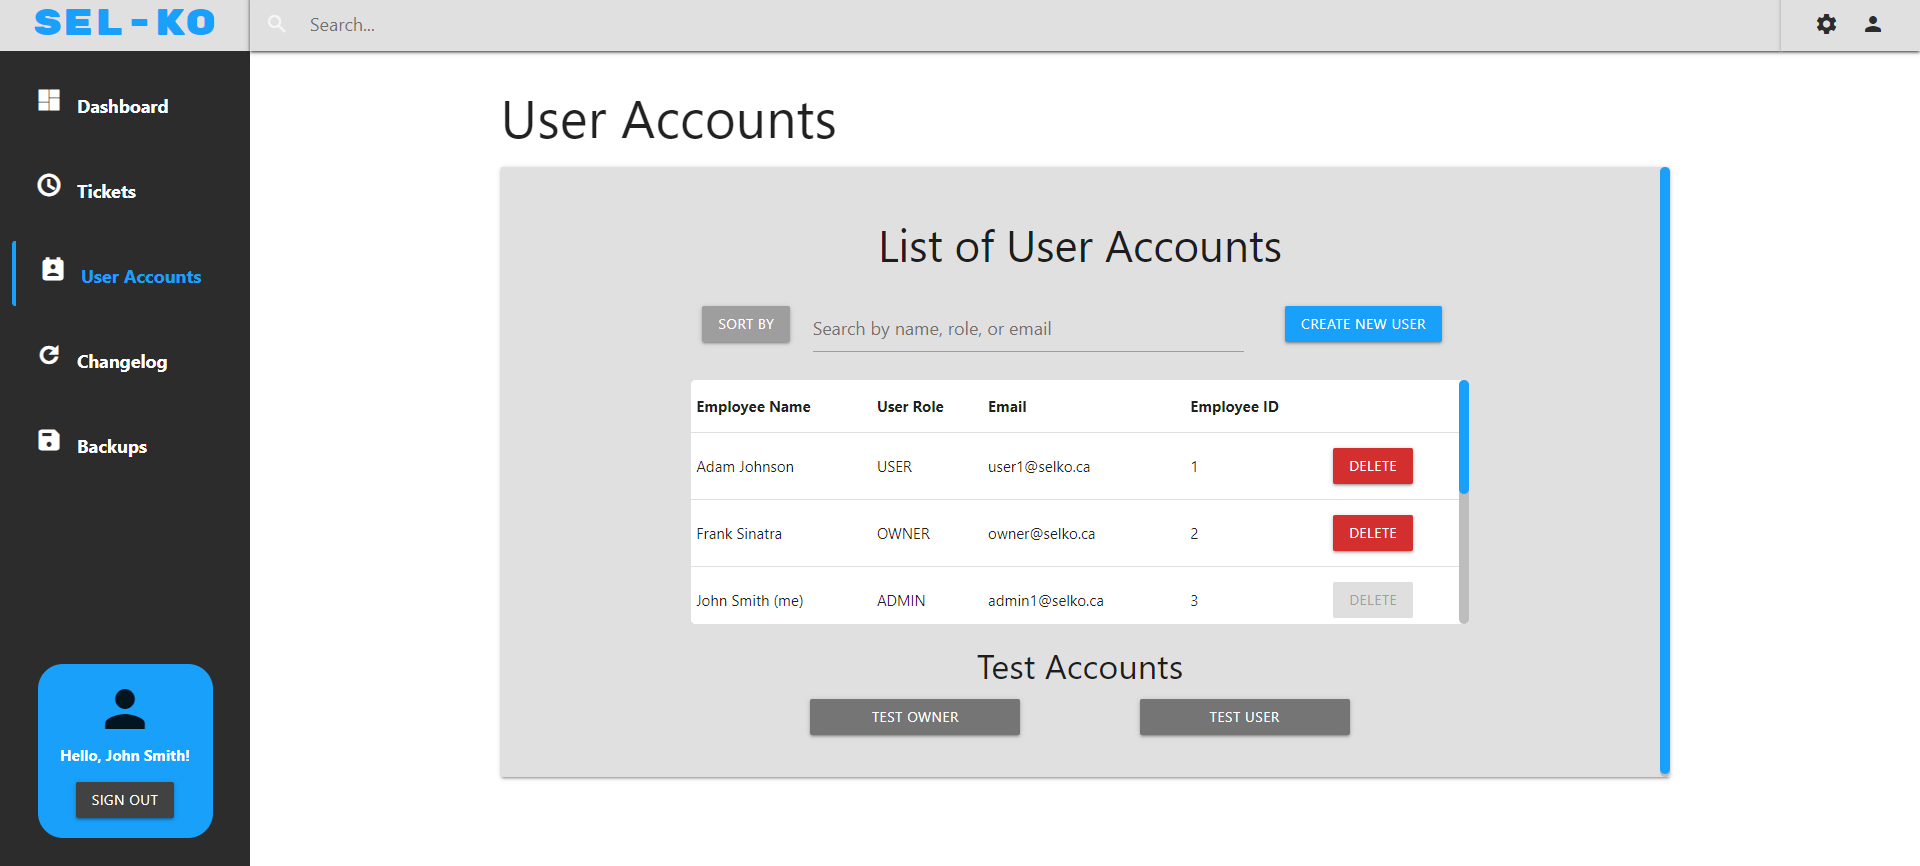 SEL-KO
Search...
Dashboard
Tickets
User Accounts
Changelog
Backups
Hello, John Smith!
SIGN OUT
User Accounts
List of User Accounts
SORT BY
Search by name, role, or email
CREATE NEW USER
Employee Name User Role Email Employee ID
Adam Johnson USER user1@selko.ca 1 DELETE
Frank Sinatra OWNER owner@selko.ca 2 DELETE
John Smith (me) ADMIN admin1@selko.ca 3 DELETE
Test Accounts
TEST OWNER TEST USER